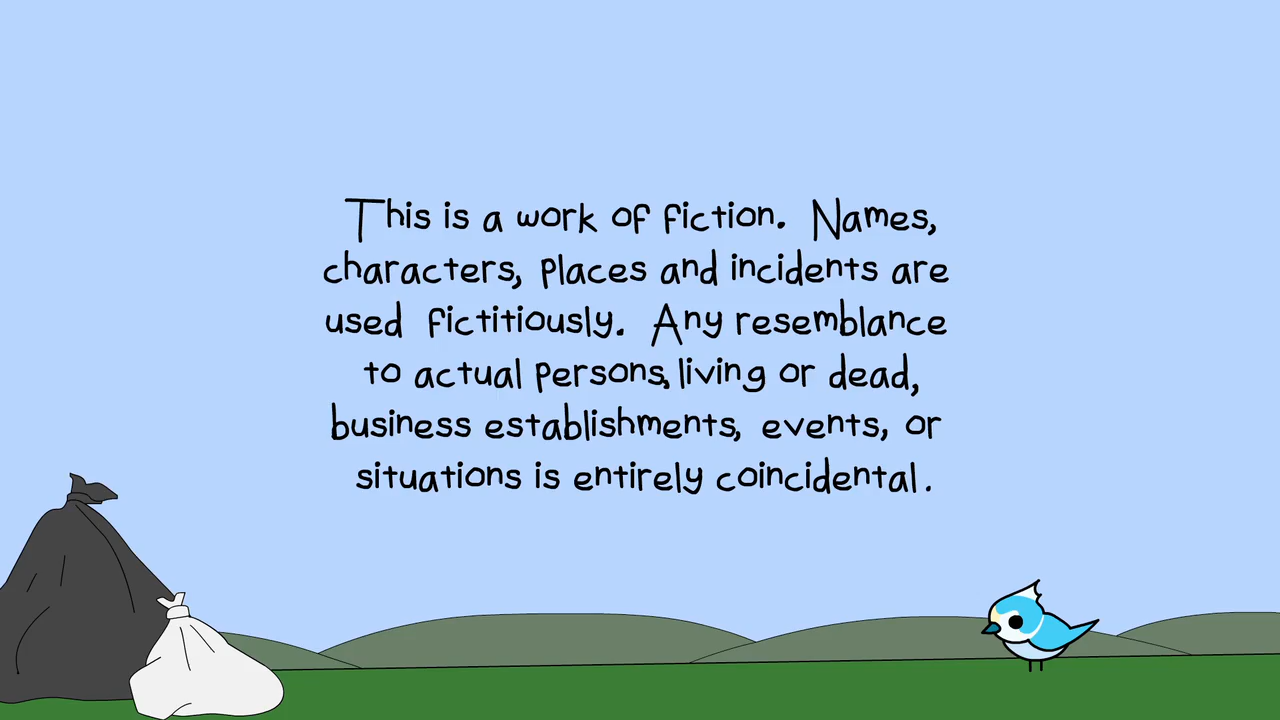 This is a work of fiction. Names,
characters, places and incidents are
used fictitiously. Any resemblance
to actual persons, living or dead,
business establishments, events, or
situations is entirely coincidental.